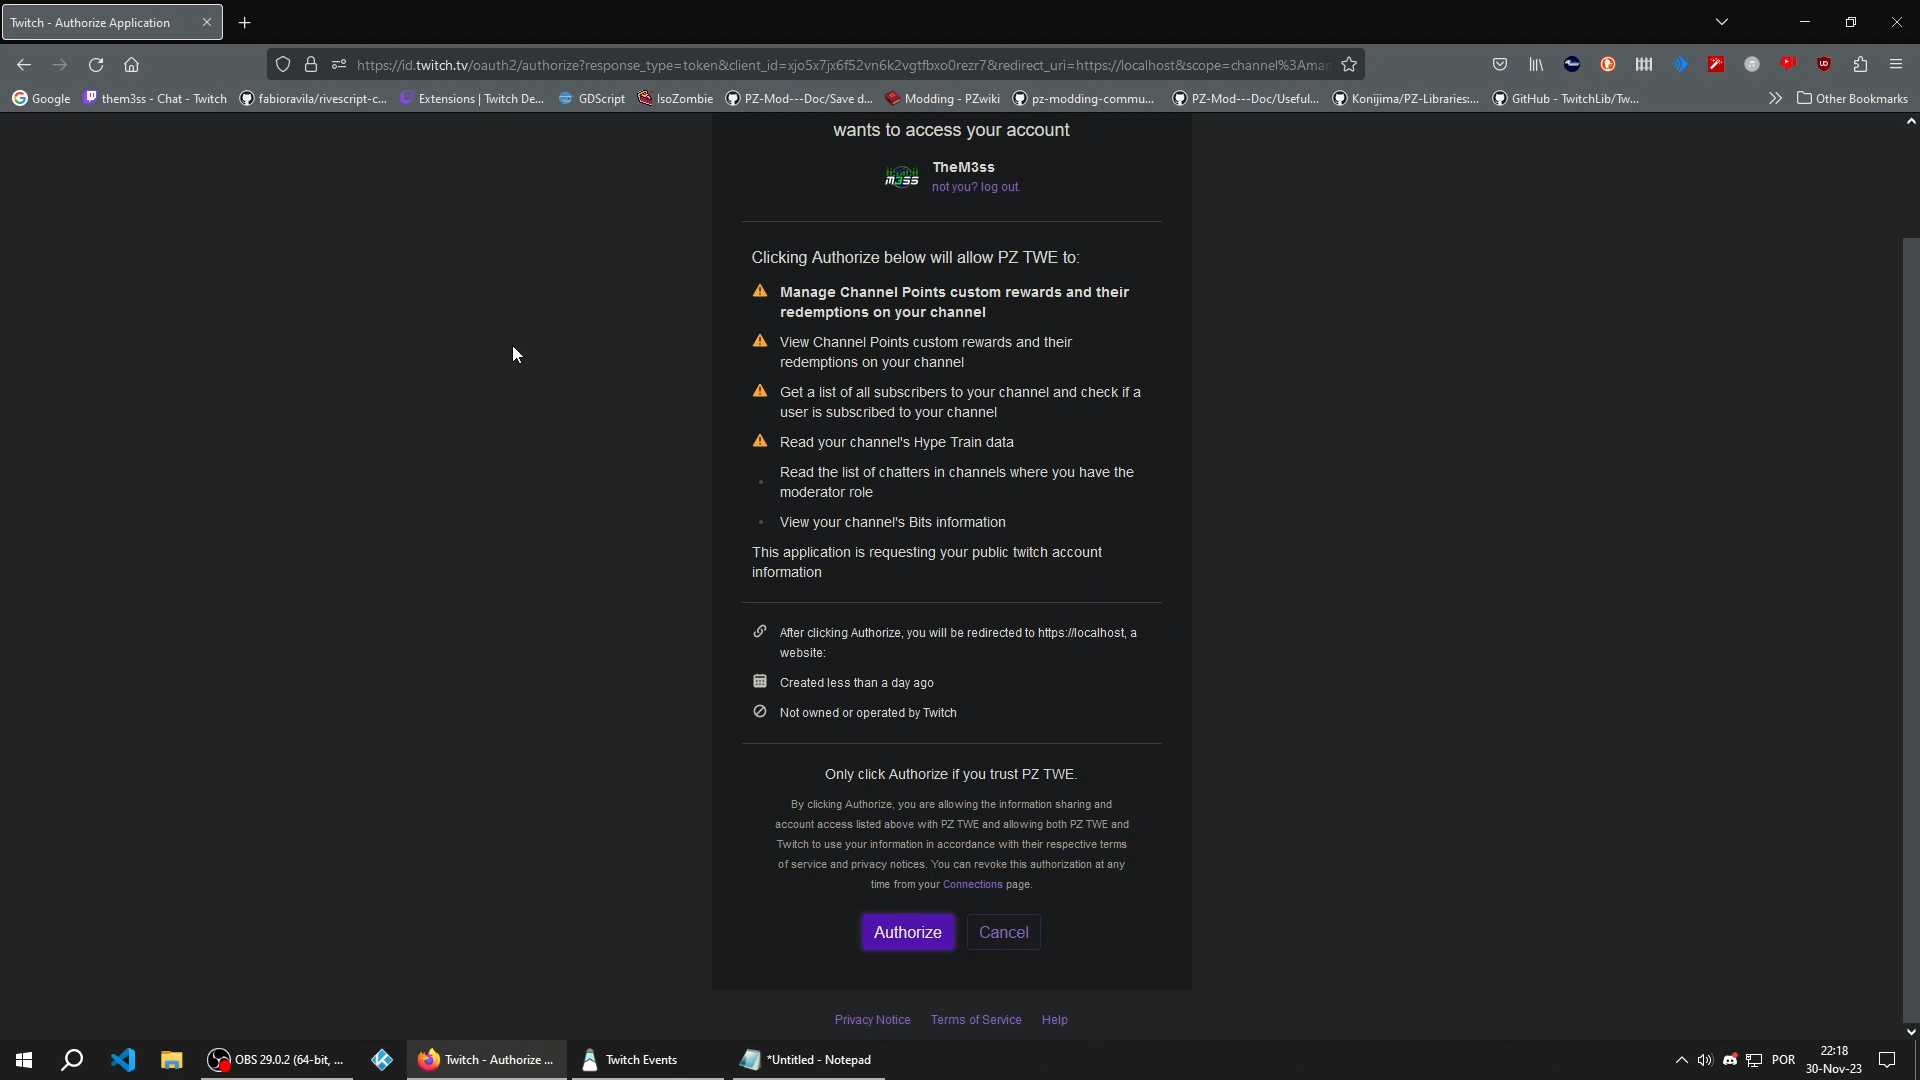 Twitch - Authorize Application
https://id.twitch.tv/oauth2/authorize?response_type=token&client_id=xjo5x7jx6f52vn6k2vgtfbxo0rezr7&redirect_uri=https://localhost&scope=channel%3Amar
Google
them3ss - Chat - Twitch
fabioravila/rivescript-c...
Extensions | Twitch De...
GDScript
IsoZombie
PZ-Mod---Doc/Save d...
Modding - PZwiki
pz-modding-commu...
PZ-Mod---Doc/Useful...
Konijima/PZ-Libraries:...
GitHub - TwitchLib/Tw...
Other Bookmarks
wants to access your account
TheM3ss
not you? log out.
Clicking Authorize below will allow PZ TWE to:
Manage Channel Points custom rewards and their
redemptions on your channel
View Channel Points custom rewards and their
redemptions on your channel
Get a list of all subscribers to your channel and check if a
user is subscribed to your channel
Read your channel's Hype Train data
Read the list of chatters in channels where you have the
moderator role
View your channel's Bits information
This application is requesting your public twitch account
information
After clicking Authorize, you will be redirected to https://localhost, a
website:
Created less than a day ago
Not owned or operated by Twitch
Only click Authorize if you trust PZ TWE.
By clicking Authorize, you are allowing the information sharing and
account access listed above with PZ TWE and allowing both PZ TWE and
Twitch to use your information in accordance with their respective terms
of service and privacy notices. You can revoke this authorization at any
time from your Connections page.
Authorize
Cancel
Privacy Notice
Terms of Service
Help
OBS 29.0.2 (64-bit, ...
Twitch - Authorize ...
Twitch Events
*Untitled - Notepad
POR
22:18
30-Nov-23